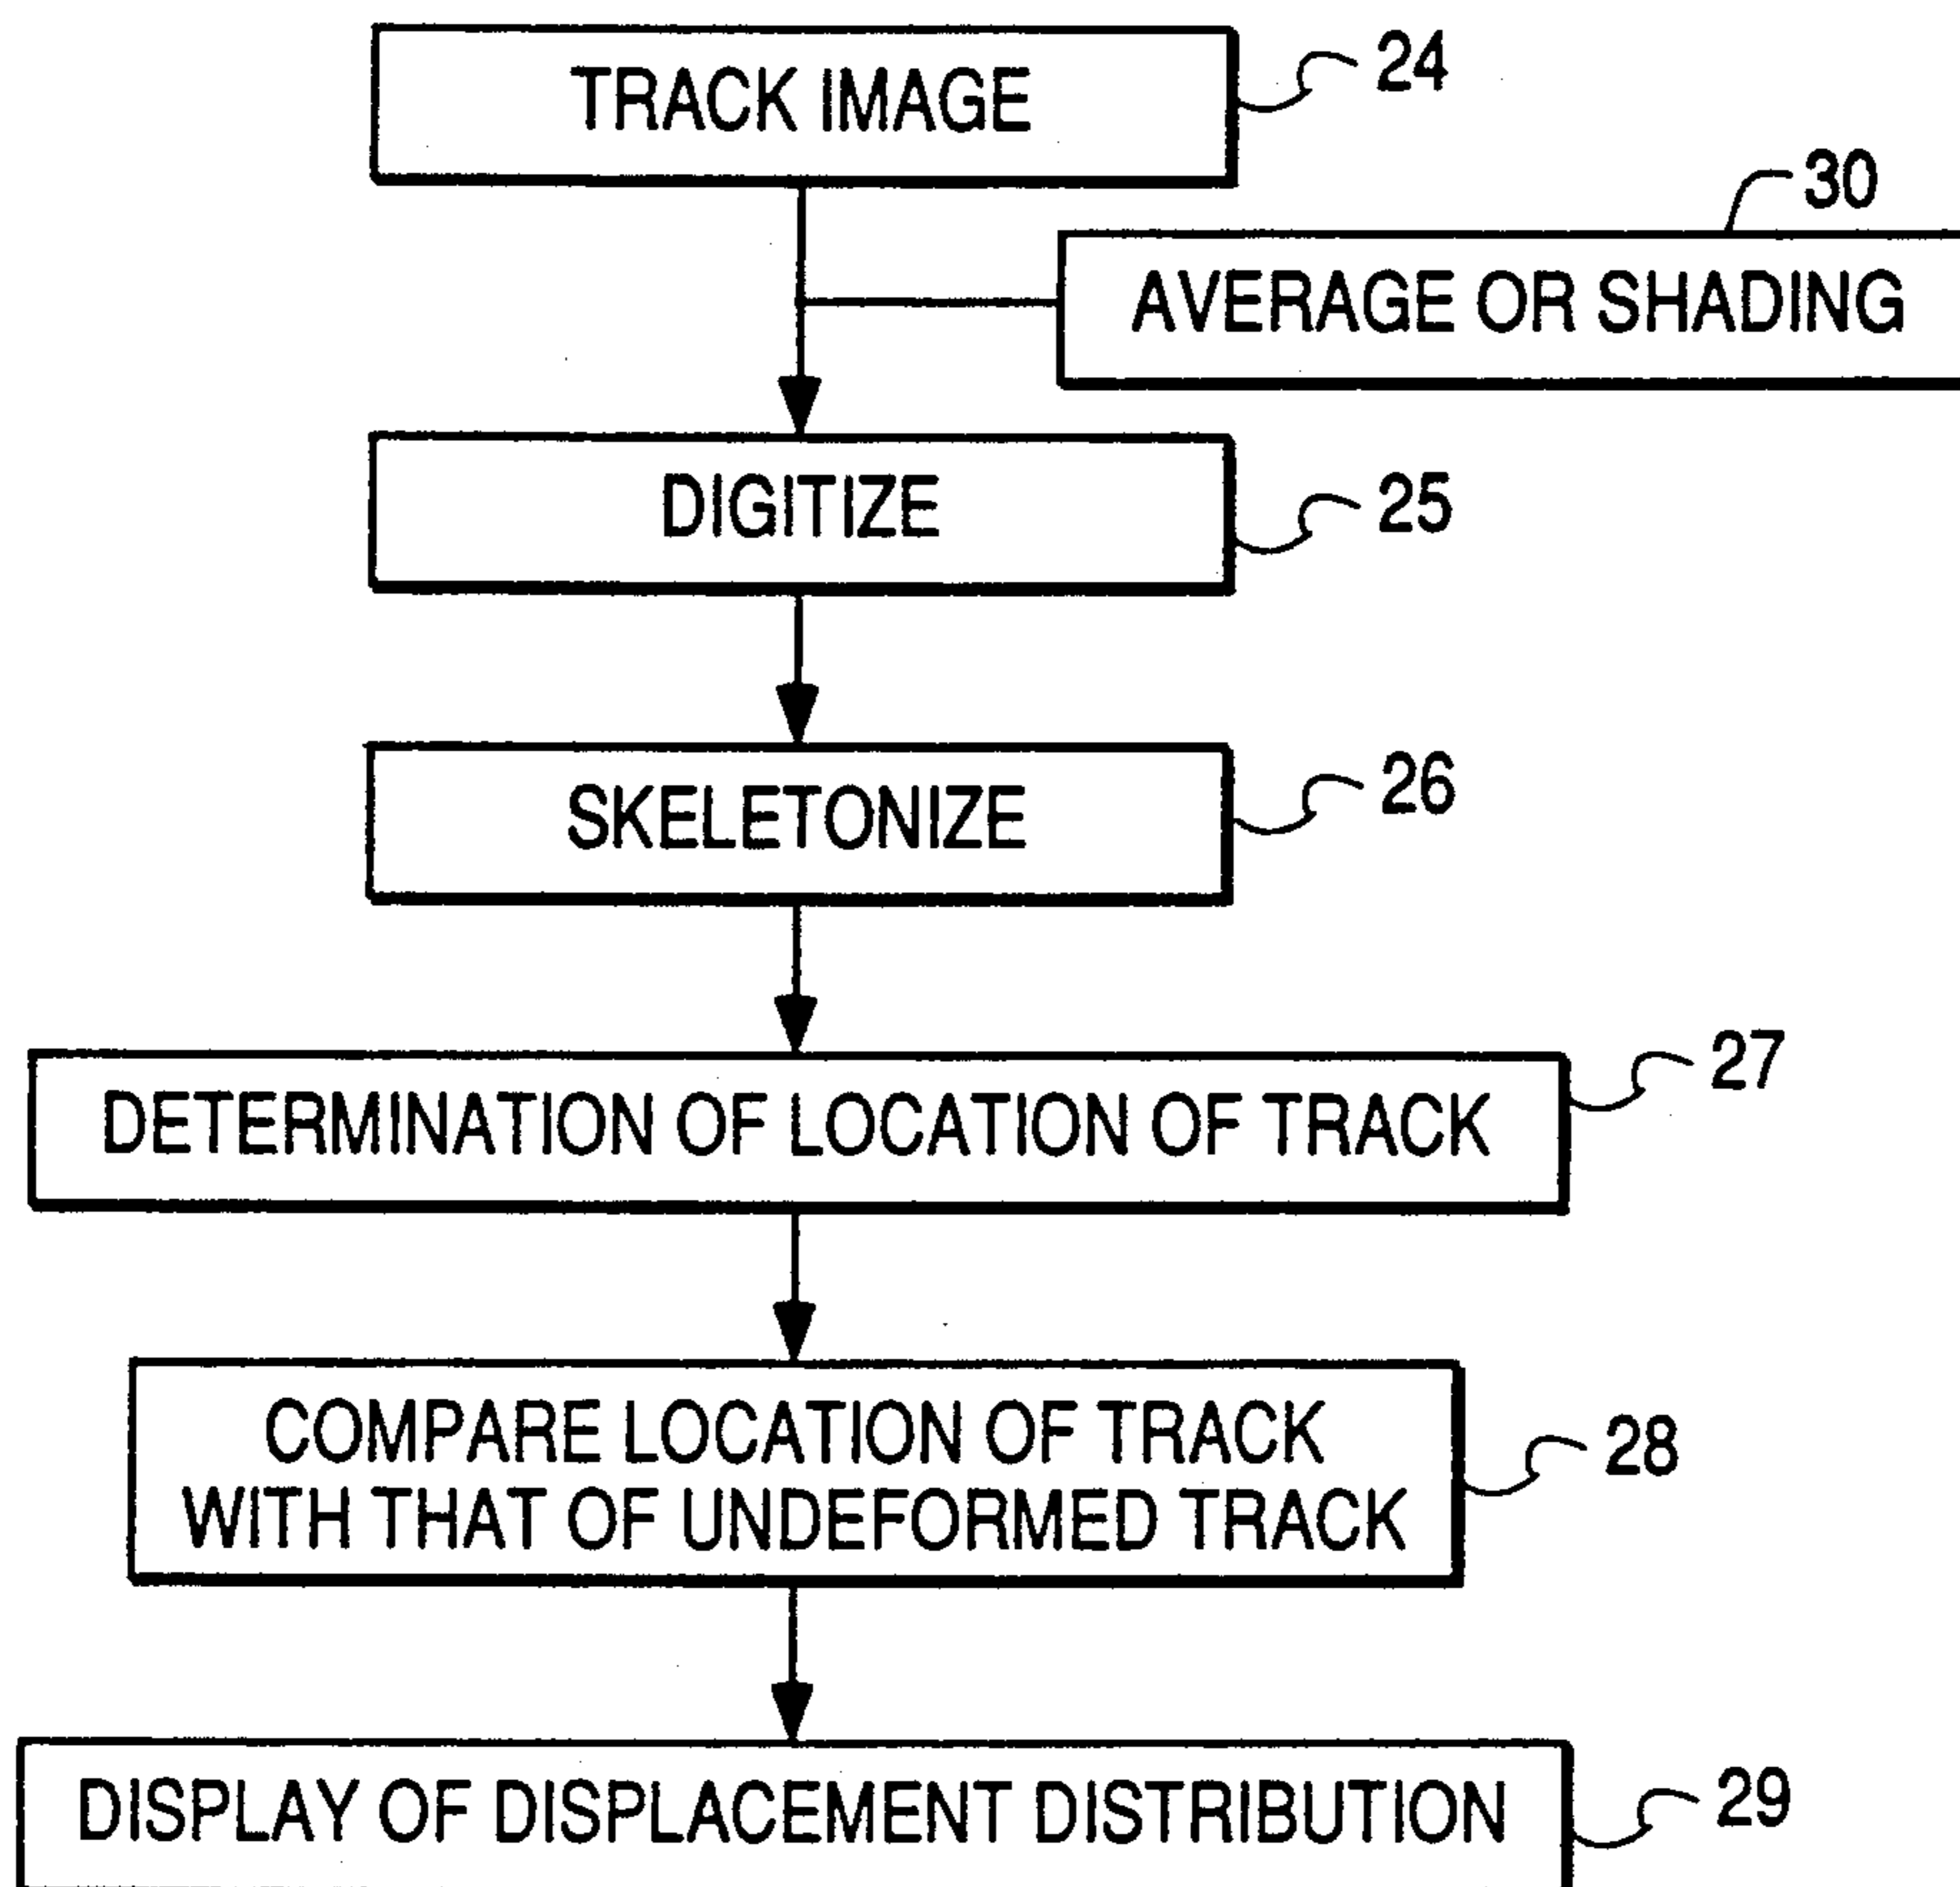 TRACK IMAGE
24
30
AVERAGE OR SHADING
DIGITIZE
25
SKELETONIZE
26
DETERMINATION OF LOCATION OF TRACK
27
COMPARE LOCATION OF TRACK
WITH THAT OF UNDEFORMED TRACK
28
DISPLAY OF DISPLACEMENT DISTRIBUTION
29